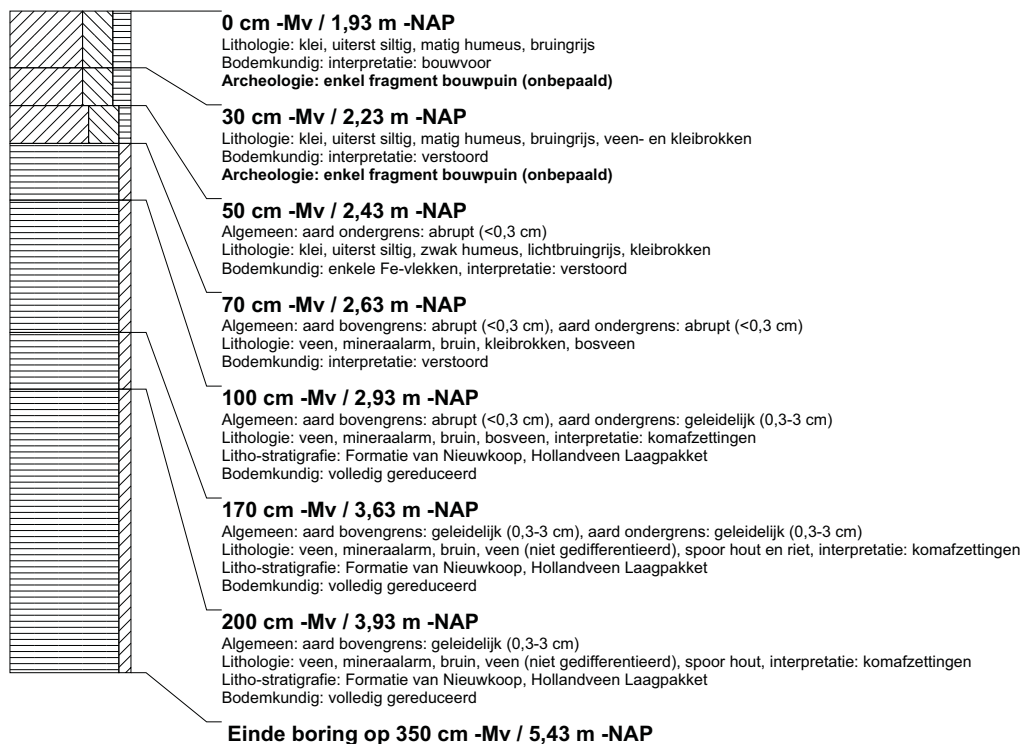 0 cm -Mv / 1,93 m -NAP
Lithologie: klei, uiterst siltig, matig humeus, bruingrijs
Bodemkundig: interpretatie: bouwvoor
Archeologie: enkel fragment bouwpuin (onbepaald)
30 cm -Mv / 2,23 m -NAP
Lithologie: klei, uiterst siltig, matig humeus, bruingrijs, veen- en kleibrokken
Bodemkundig: interpretatie: verstoord
Archeologie: enkel fragment bouwpuin (onbepaald)
50 cm -Mv / 2,43 m -NAP
Algemeen: aard ondergrens: abrupt (<0,3 cm)
Lithologie: klei, uiterst siltig, zwak humeus, lichtbruingrijs, kleibrokken
Bodemkundig: enkele Fe-vlekken, interpretatie: verstoord
70 cm -Mv / 2,63 m -NAP
Algemeen: aard bovengrens: abrupt (<0,3 cm), aard ondergrens: abrupt (<0,3 cm)
Lithologie: veen, mineraalarm, bruin, kleibrokken, bosveen
Bodemkundig: interpretatie: verstoord
100 cm -Mv / 2,93 m -NAP
Algemeen: aard bovengrens: abrupt (<0,3 cm), aard ondergrens: geleidelijk (0,3-3 cm)
Lithologie: veen, mineraalarm, bruin, bosveen, interpretatie: komafzettingen
Litho-stratigrafie: Formatie van Nieuwkoop, Hollandveen Laagpakket
Bodemkundig: volledig gereduceerd
170 cm -Mv / 3,63 m -NAP
Algemeen: aard bovengrens: geleidelijk (0,3-3 cm), aard ondergrens: geleidelijk (0,3-3 cm)
Lithologie: veen, mineraalarm, bruin, veen (niet gedifferentieerd), spoor hout en riet, interpretatie: komafzettingen
Litho-stratigrafie: Formatie van Nieuwkoop, Hollandveen Laagpakket
Bodemkundig: volledig gereduceerd
200 cm -Mv / 3,93 m -NAP
Algemeen: aard bovengrens: geleidelijk (0,3-3 cm)
Lithologie: veen, mineraalarm, bruin, veen (niet gedifferentieerd), spoor hout, interpretatie: komafzettingen
Litho-stratigrafie: Formatie van Nieuwkoop, Hollandveen Laagpakket
Bodemkundig: volledig gereduceerd
Einde boring op 350 cm -Mv / 5,43 m -NAP